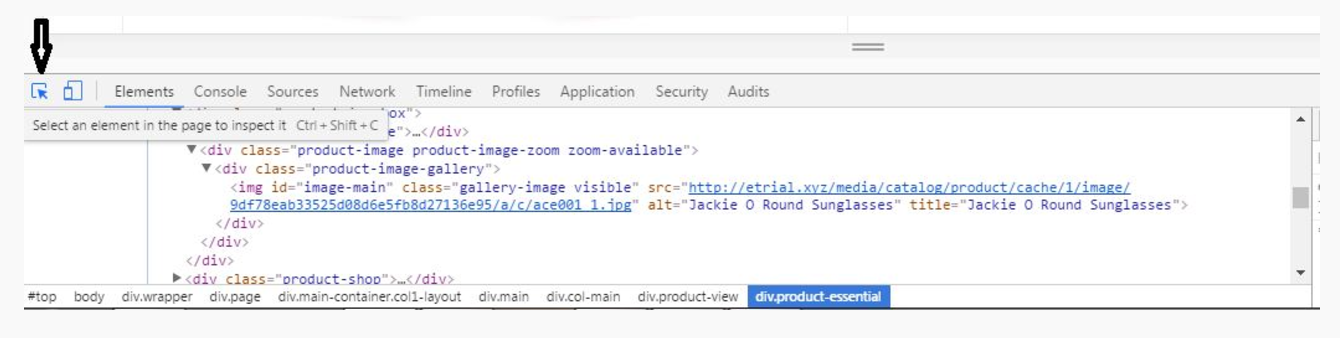 Elements Console Sources Network Timeline Profiles Application Security Audits
ox">
Select an element in the page to inspect it Ctrl+Shift+C
e">…</div>
▼<div class="product-image product-image-zoom zoom-available">
▼<div class="product-image-gallery">
<img id="image-main" class="gallery-image visible" src="http://etrial.xyz/media/catalog/product/cache/1/image/
9df78eab33525d08d6e5fb8d27136e95/a/c/ace001_1.jpg" alt="Jackie O Round Sunglasses" title="Jackie O Round Sunglasses">
</div>
</div>
</div>
▶<div class="product-shop">…</div>
#top body div.wrapper div.page div.main-container.col1-layout div.main div.col-main div.product-view div.product-essential